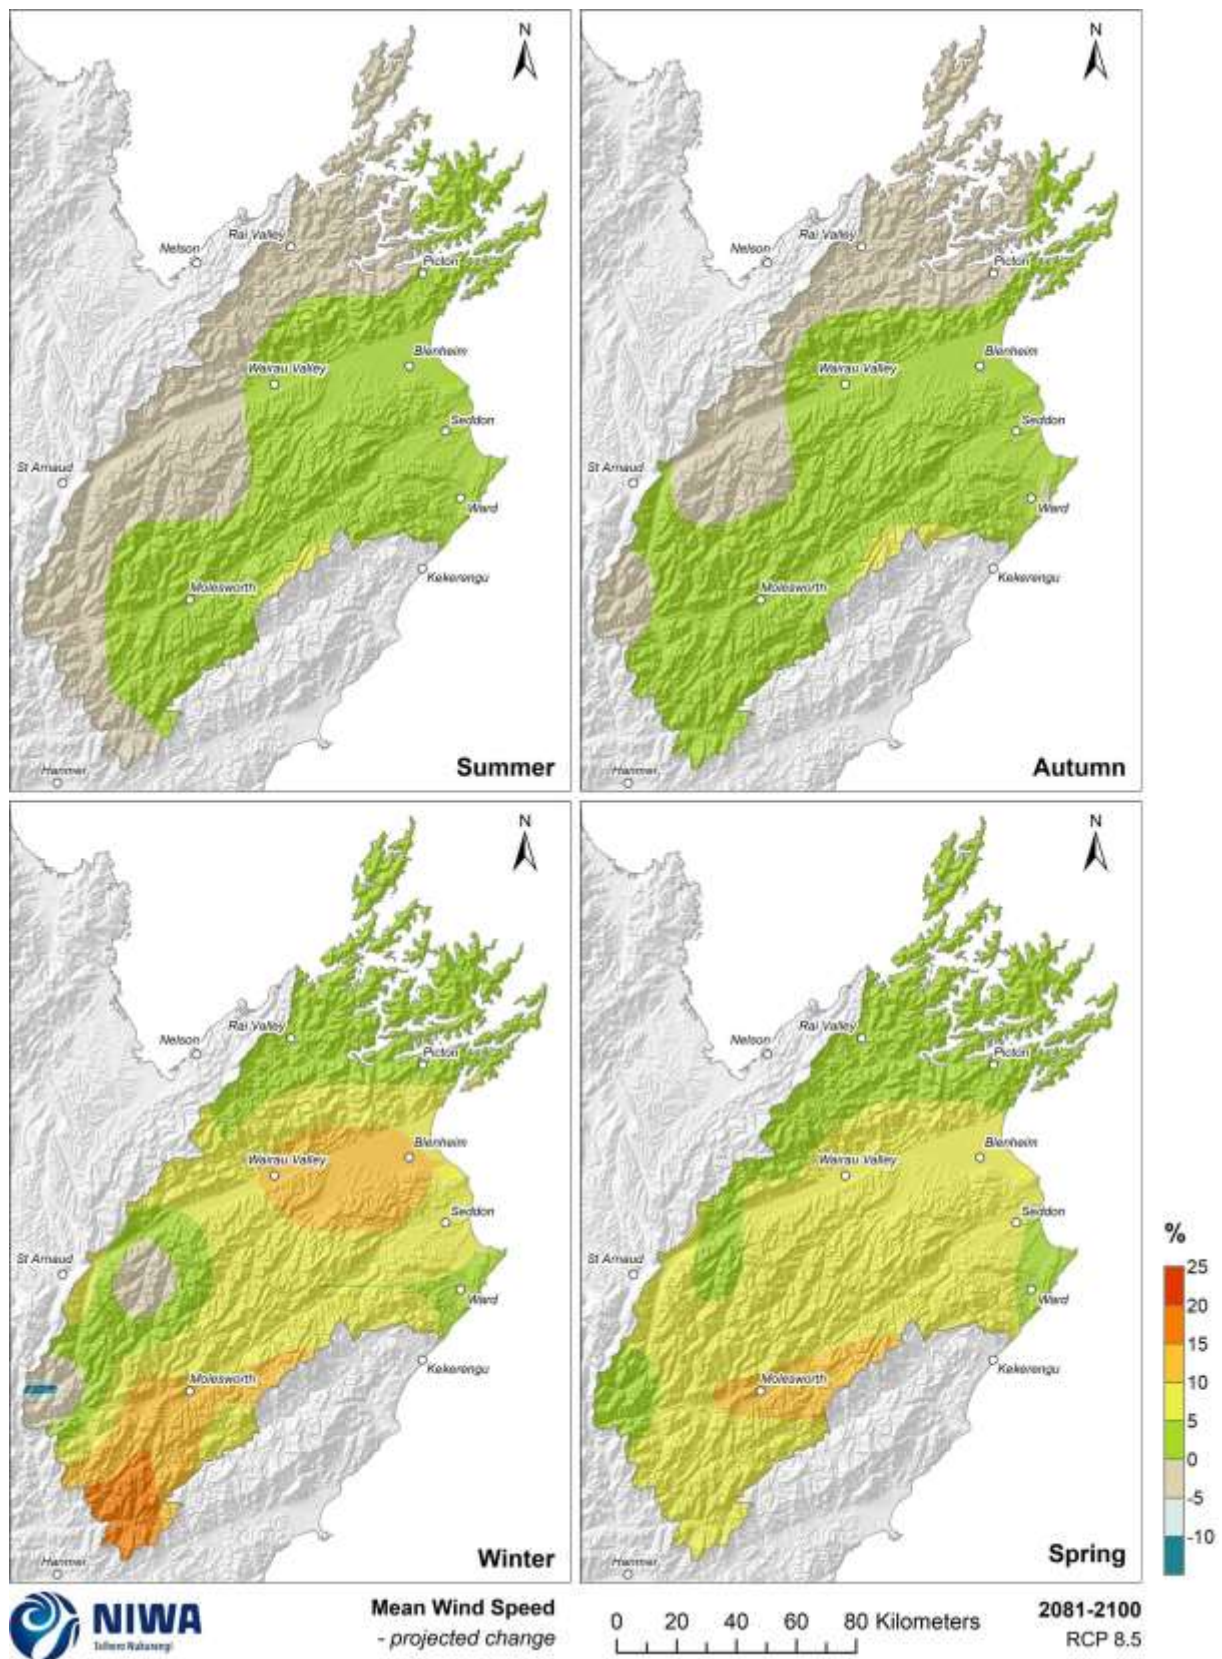 N
Nelson
Rai Valley
Picton
Blenheim
Wairau Valley
Seddon
St Arnaud
Ward
Molesworth
Kekerengu
Hanmer
Summer
N
Nelson
Rai Valley
Picton
Blenheim
Wairau Valley
Seddon
St Arnaud
Ward
Molesworth
Kekerengu
Hanmer
Autumn
N
Nelson
Rai Valley
Picton
Blenheim
Wairau Valley
Seddon
St Arnaud
Ward
Molesworth
Kekerengu
Hanmer
Winter
N
Nelson
Rai Valley
Picton
Blenheim
Wairau Valley
Seddon
St Arnaud
Ward
Molesworth
Kekerengu
Hanmer
Spring
%
25
20
15
10
5
0
-5
-10
NIWA
Taihoro Nukurangi
Mean Wind Speed
- projected change
0 20 40 60 80 Kilometers
2081-2100
RCP 8.5